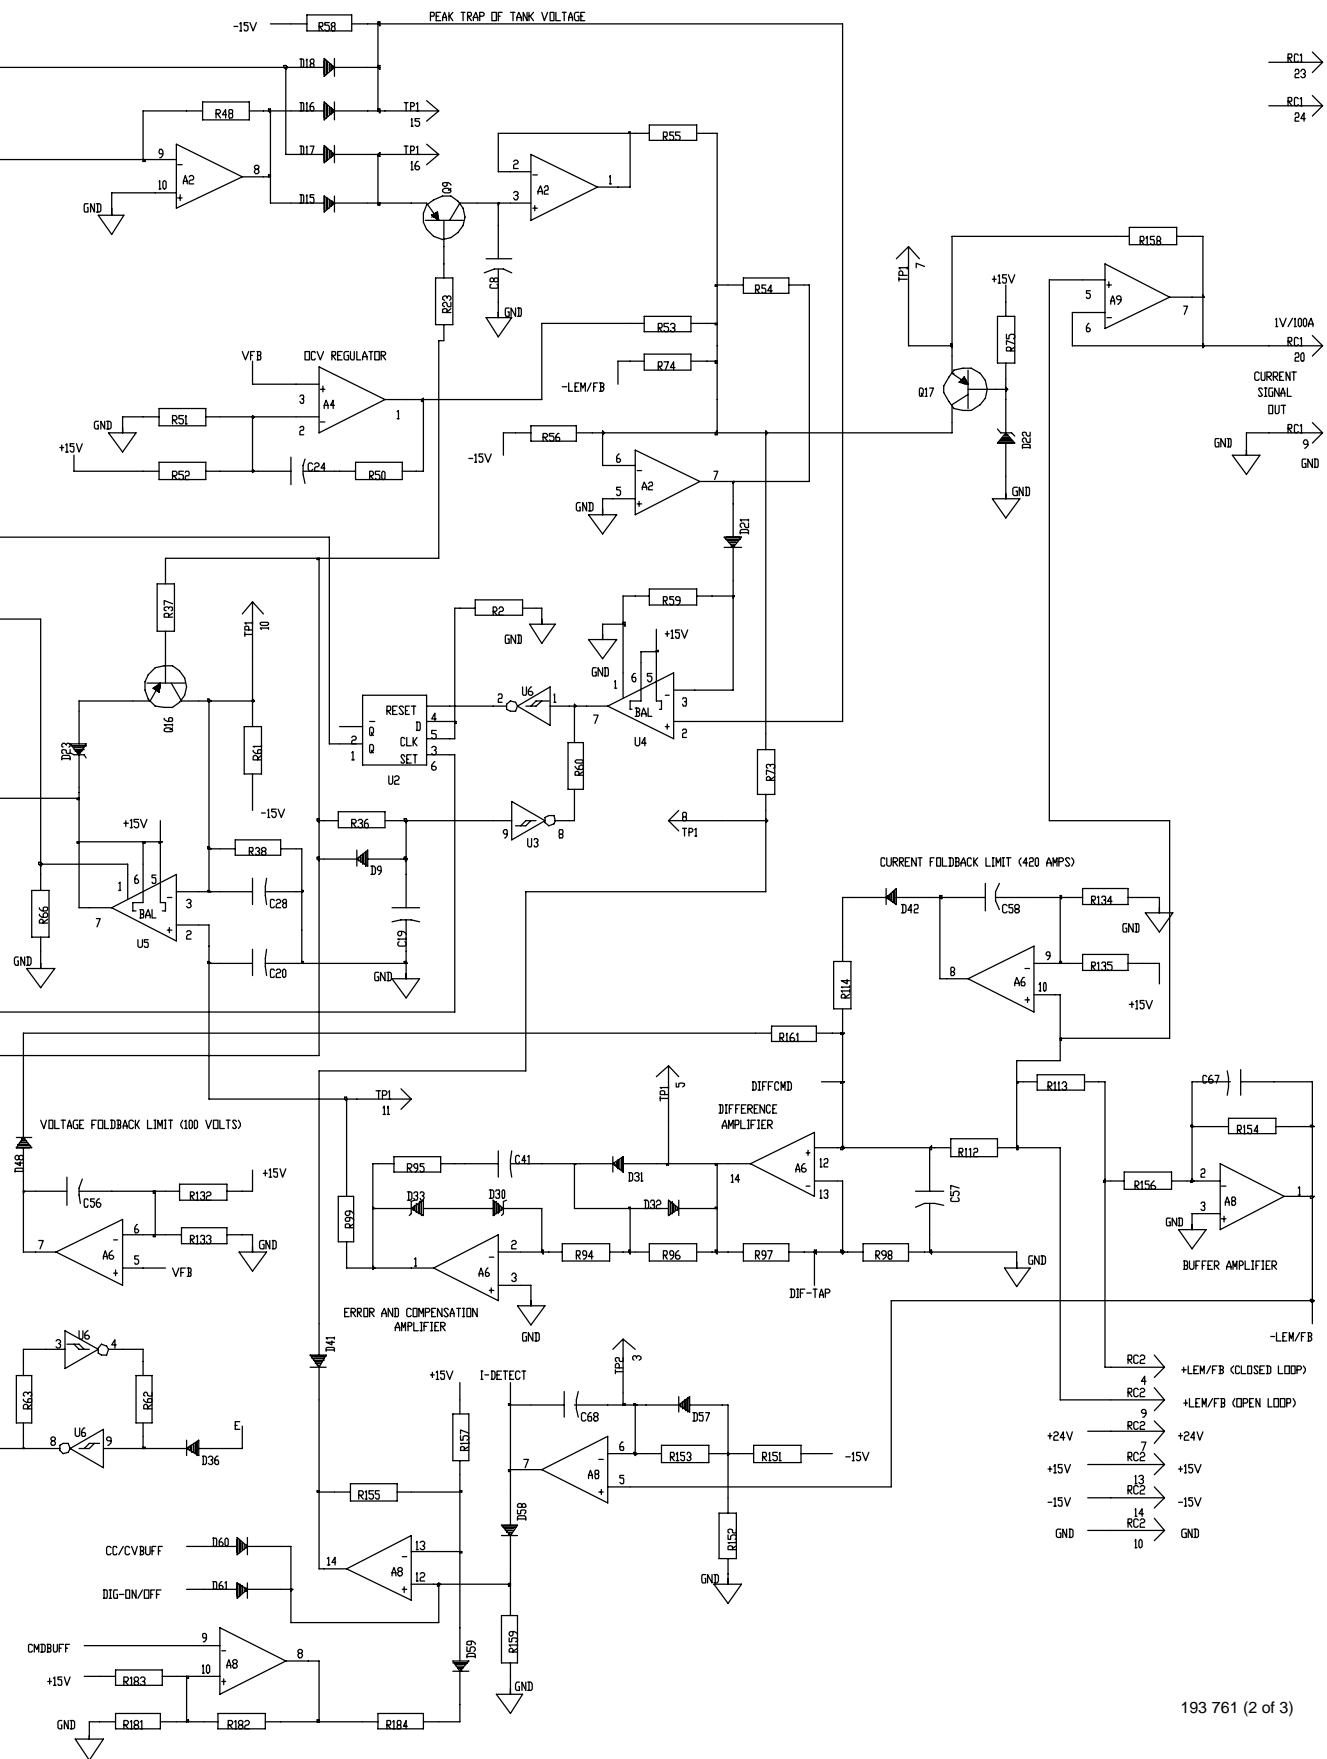 PEAK TRAP OF TANK VOLTAGE
-15V
R58
D18
RC1
23
R48
D16
TP1
15
RC1
24
9
-
8
A2
10
+
GND
D17
TP1
16
D15
Q9
2
-
1
A2
3
+
R55
C8
GND
R23
R54
R53
R74
-LEM/FB
VFB
OCV REGULATOR
+
3
A4
1
-
2
GND
R51
+15V
R52
C24
R50
R56
-15V
6
-
7
A2
5
+
GND
D21
TP1
7
+15V
R75
Q17
D22
GND
R158
+
5
A9
6
-
7
1V/100A
RC1
20
CURRENT
SIGNAL
OUT
GND
RC1
9
GND
R37
TP1
10
Q16
D23
R61
-15V
R2
GND
R59
+15V
GND
6
5
1
-
3
BAL
7
+
2
U4
U6
2
1
RESET
4
D
5
CLK
3
SET
6
-
Q
2
Q
1
U2
R60
R73
8
TP1
R36
9
U3
8
D9
C19
GND
+15V
6
5
1
-
3
BAL
7
+
2
U5
R38
C28
C20
R66
GND
CURRENT FOLDBACK LIMIT (420 AMPS)
D42
C58
R134
GND
R135
+15V
9
-
8
A6
10
+
R114
R161
TP1
11
TP1
5
DIFFCMD
DIFFERENCE
AMPLIFIER
R113
C67
R154
VOLTAGE FOLDBACK LIMIT (100 VOLTS)
D48
C56
R132
+15V
R133
GND
6
-
7
A6
5
+
VFB
R95
C41
D31
14
A6
+
12
-
13
R112
C57
R156
2
-
A8
1
3
+
GND
BUFFER AMPLIFIER
R99
D33
D30
D32
2
-
1
A6
3
+
R94
R96
R97
R98
GND
DIF-TAP
GND
ERROR AND COMPENSATION
AMPLIFIER
-LEM/FB
3
U6
4
R63
R62
8
U6
9
D36
E
D41
+15V
R157
I-DETECT
TP2
3
C68
D57
6
-
7
A8
5
+
R153
R151
-15V
R152
GND
RC2
4
+LEM/FB (CLOSED LOOP)
RC2
9
+LEM/FB (OPEN LOOP)
+24V
RC2
7
+24V
+15V
RC2
13
+15V
-15V
RC2
14
-15V
GND
RC2
10
GND
R155
D58
13
-
14
A8
12
+
CC/CVBUFF
D60
DIG-ON/OFF
D61
R159
GND
CMDBUFF
9
-
8
A8
10
+
+15V
R183
D59
GND
R181
R182
R184
193 761 (2 of 3)